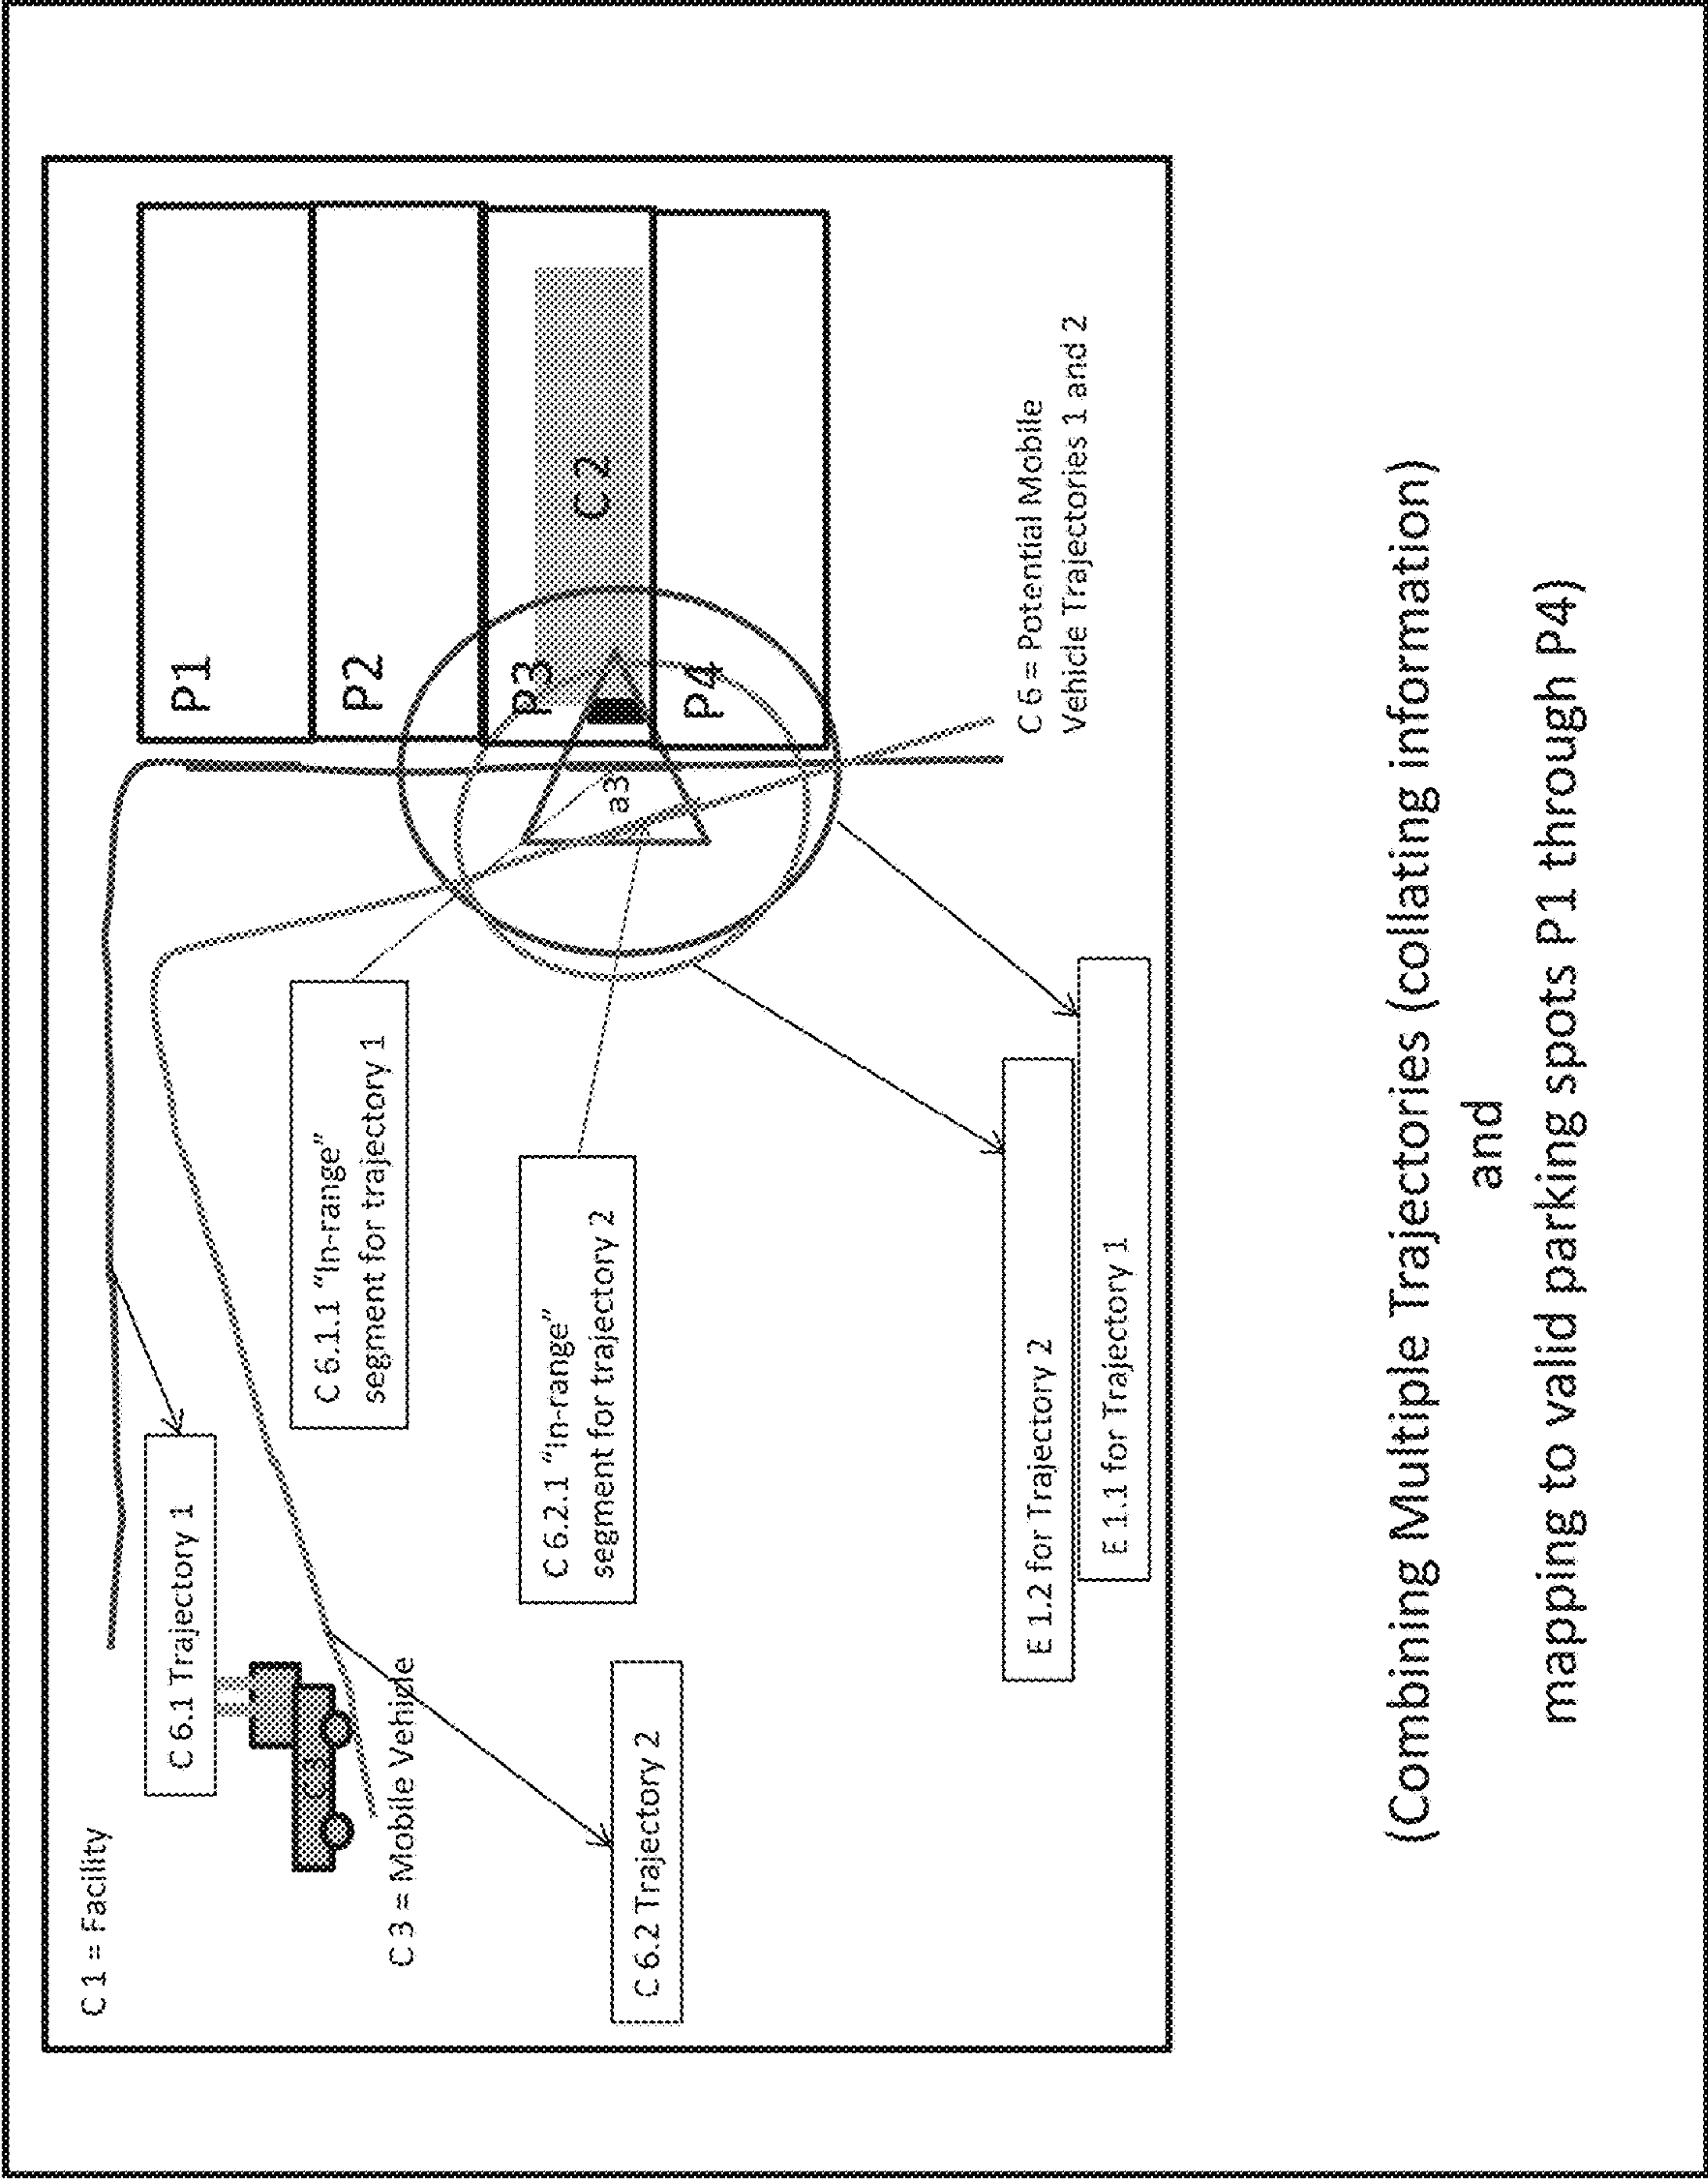 C 1 = Facility
C 6.1 Trajectory 1
C 3 = Mobile Vehicle
C 6.2 Trajectory 2
C 6.1.1 "In-range"
segment for trajectory 1
C 6.2.1 "In-range"
segment for trajectory 2
P1
P2
P3
C 2
P4
a3
C 6 = Potential Mobile
Vehicle Trajectories 1 and 2
E 1.2 for Trajectory 2
E 1.1 for Trajectory 1
(Combining Multiple Trajectories (collating information)
and
mapping to valid parking spots P1 through P4)